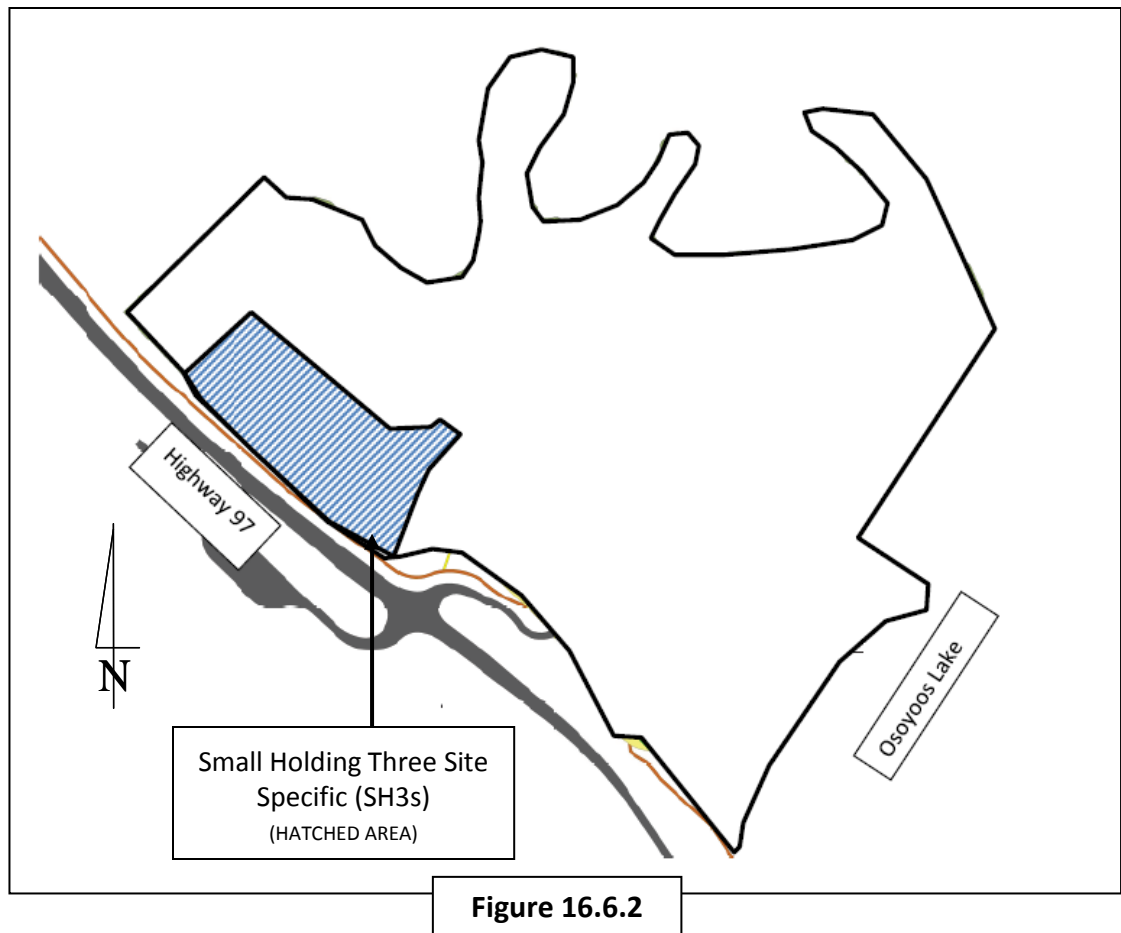 Highway 97
N
Osoyoos Lake
Small Holding Three Site
Specific (SH3s)
(HATCHED AREA)
Figure 16.6.2